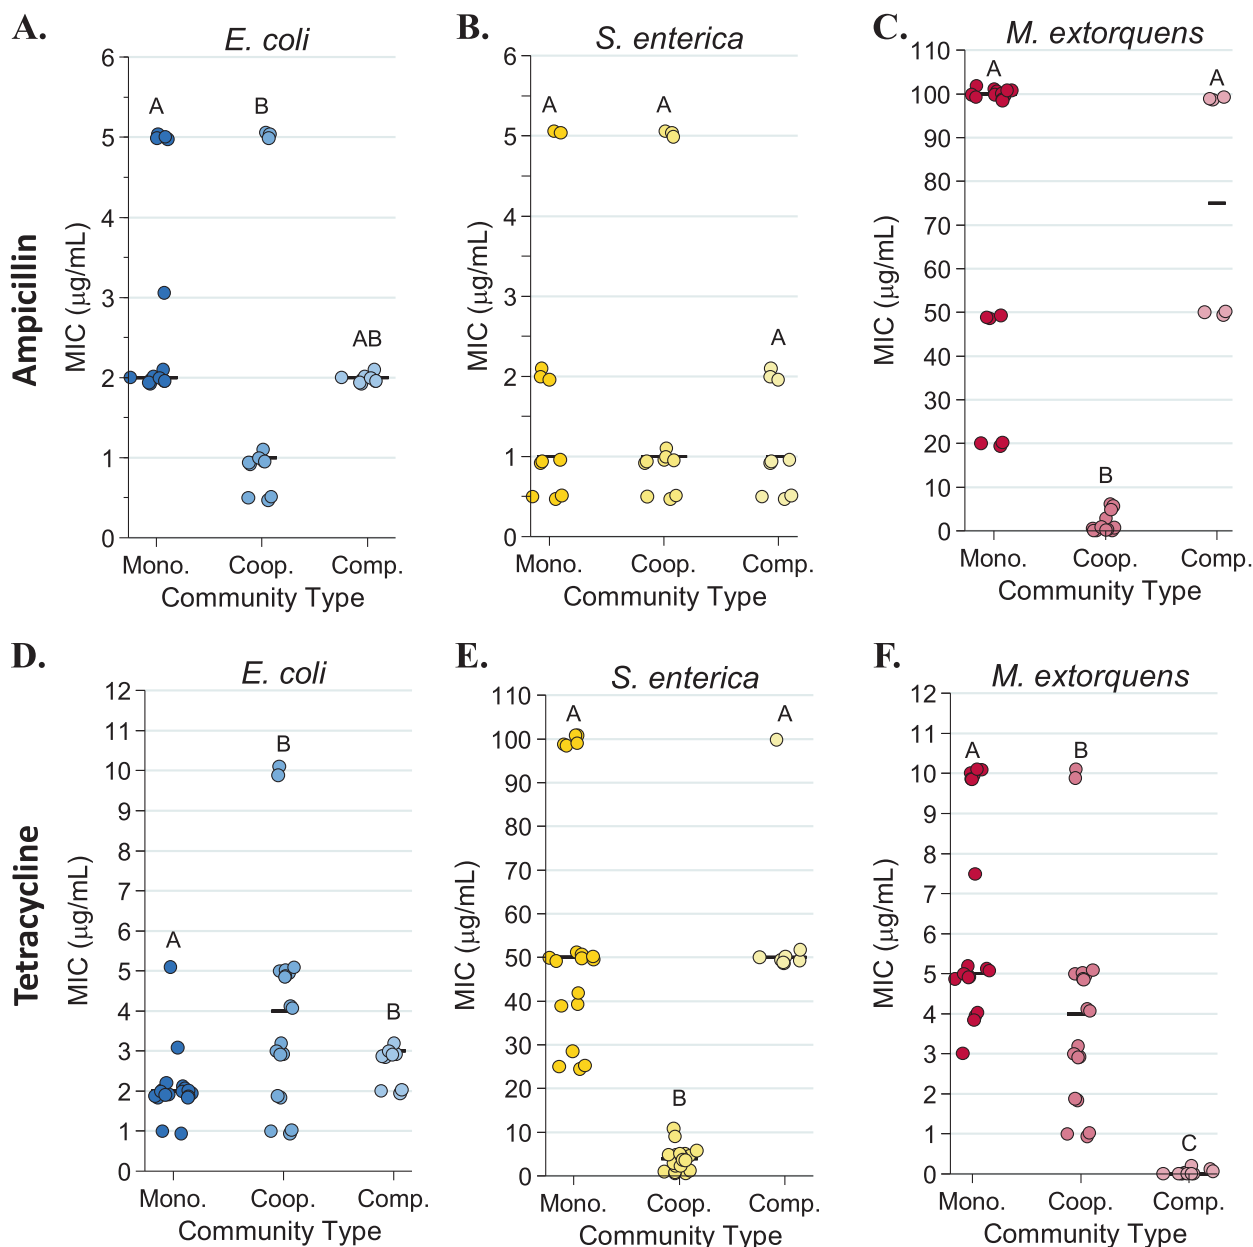 A.
E. coli
B.
S. enterica
C.
M. extorquens
Ampicillin
MIC (µg/mL)
6
5
4
3
2
1
0
A
B
AB
Mono.
Coop.
Comp.
Community Type
MIC (µg/mL)
6
5
4
3
2
1
0
A
A
A
Mono.
Coop.
Comp.
Community Type
MIC (µg/mL)
110
100
90
80
70
60
50
40
30
20
10
0
A
B
A
Mono.
Coop.
Comp.
Community Type
D.
E. coli
E.
S. enterica
F.
M. extorquens
Tetracycline
MIC (µg/mL)
12
11
10
9
8
7
6
5
4
3
2
1
0
A
B
B
Mono.
Coop.
Comp.
Community Type
MIC (µg/mL)
110
100
90
80
70
60
50
40
30
20
10
0
A
B
A
Mono.
Coop.
Comp.
Community Type
MIC (µg/mL)
12
11
10
9
8
7
6
5
4
3
2
1
0
A
B
C
Mono.
Coop.
Comp.
Community Type